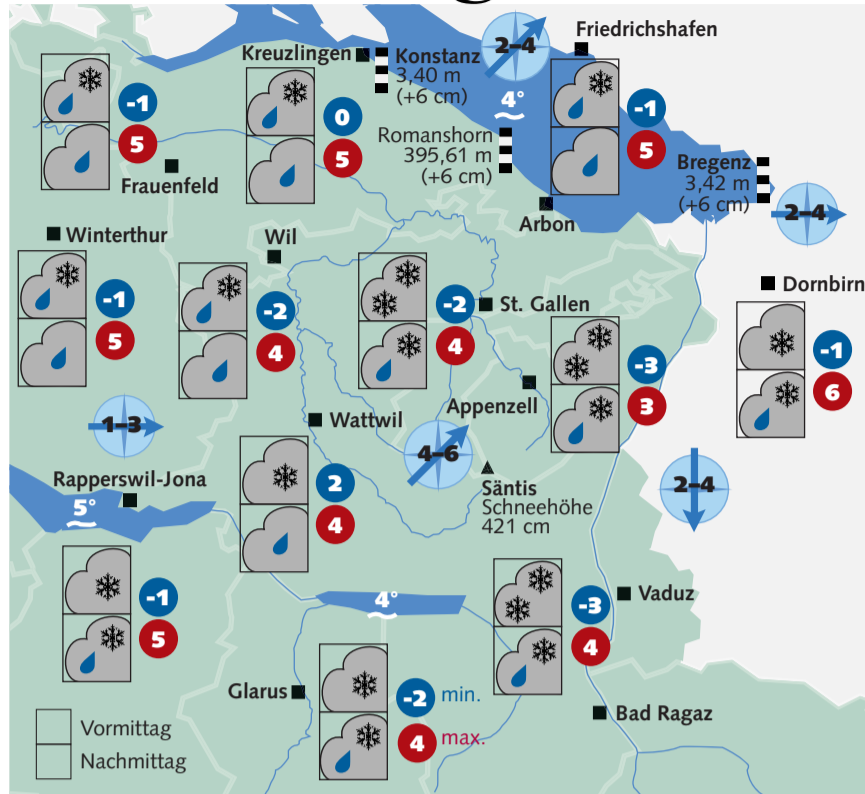 2–4
Friedrichshafen
Kreuzlingen
Konstanz
3,40 m
(+6 cm)
4°
-1
5
0
5
-1
5
Romanshorn
395,61 m
(+6 cm)
Bregenz
3,42 m
(+6 cm)
2–4
Frauenfeld
Arbon
Winterthur
Wil
-1
5
-2
4
-2
4
St. Gallen
Dornbirn
-3
3
-1
6
Appenzell
1–3
Wattwil
4–6
Säntis
Schneehöhe
421 cm
2–4
Rapperswil-Jona
5°
2
4
-1
5
4°
-3
4
Vaduz
Glarus
-2 min.
4 max.
Bad Ragaz
Vormittag
Nachmittag